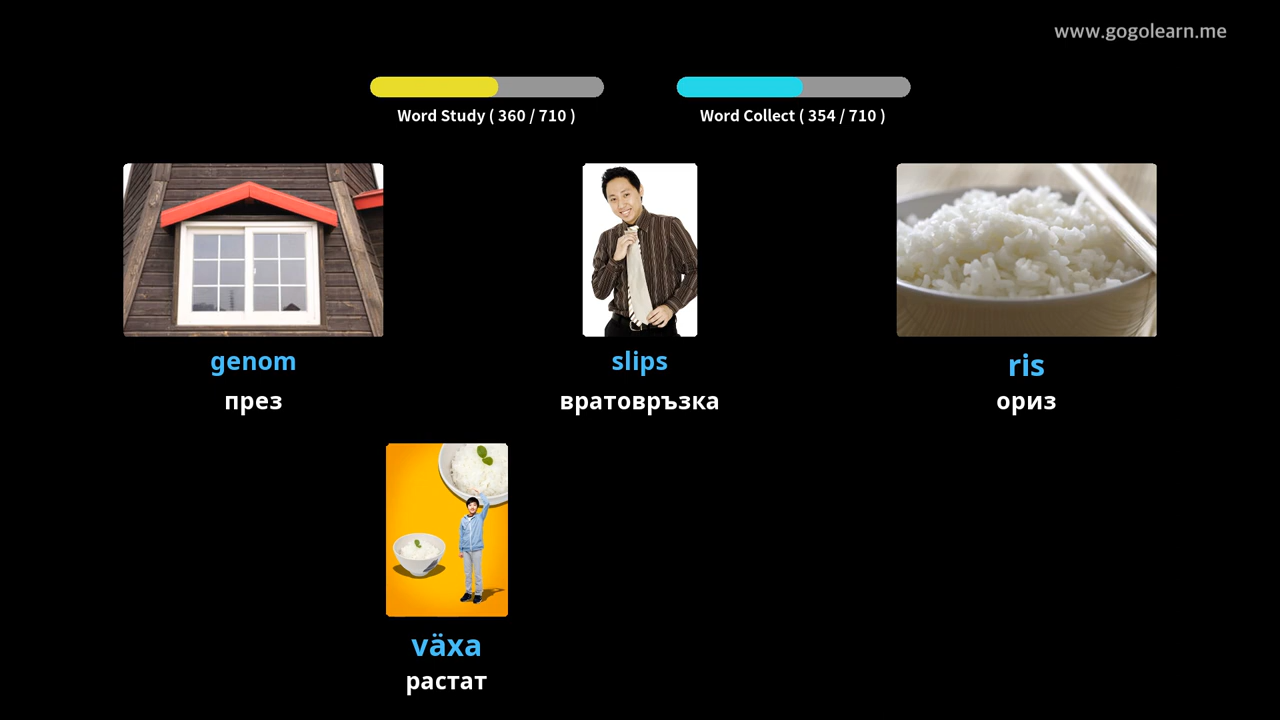 www.gogolearn.me
Word Study ( 360 / 710 )
Word Collect ( 354 / 710 )
genom
slips
ris
през
вратовръзка
ориз
växa
растат